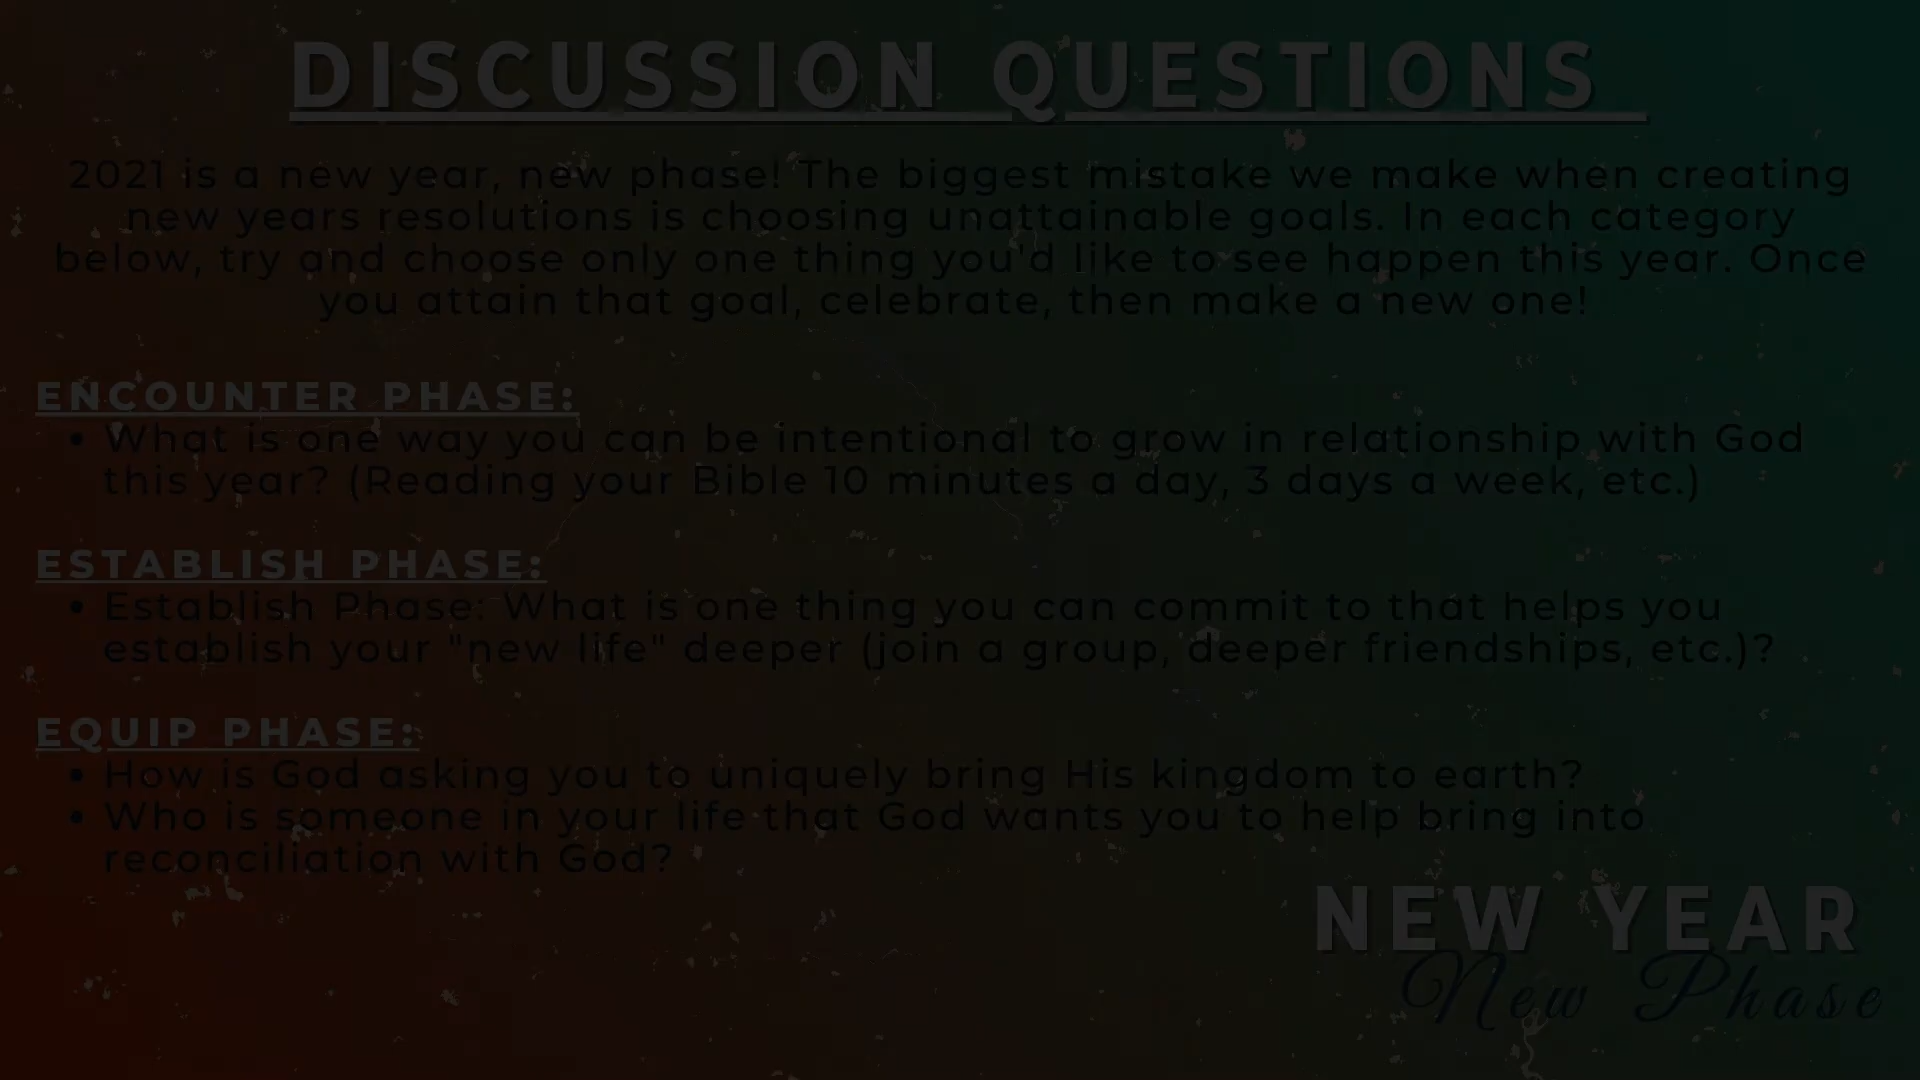 DISCUSSION QUESTIONS
2021 is a new year, new phase! The biggest mistake we make when creating
new years resolutions is choosing unattainable goals. In each category
below, try and choose only one thing you'd like to see happen this year. Once
you attain that goal, celebrate, then make a new one!
ENCOUNTER PHASE:
• What is one way you can be intentional to grow in relationship with God
this year? (Reading your Bible 10 minutes a day, 3 days a week, etc.)
ESTABLISH PHASE:
• Establish Phase: What is one thing you can commit to that helps you
establish your "new life" deeper (join a group, deeper friendships, etc.)?
EQUIP PHASE:
• How is God asking you to uniquely bring His kingdom to earth?
• Who is someone in your life that God wants you to help bring into
reconciliation with God?
NEW YEAR
New Phase